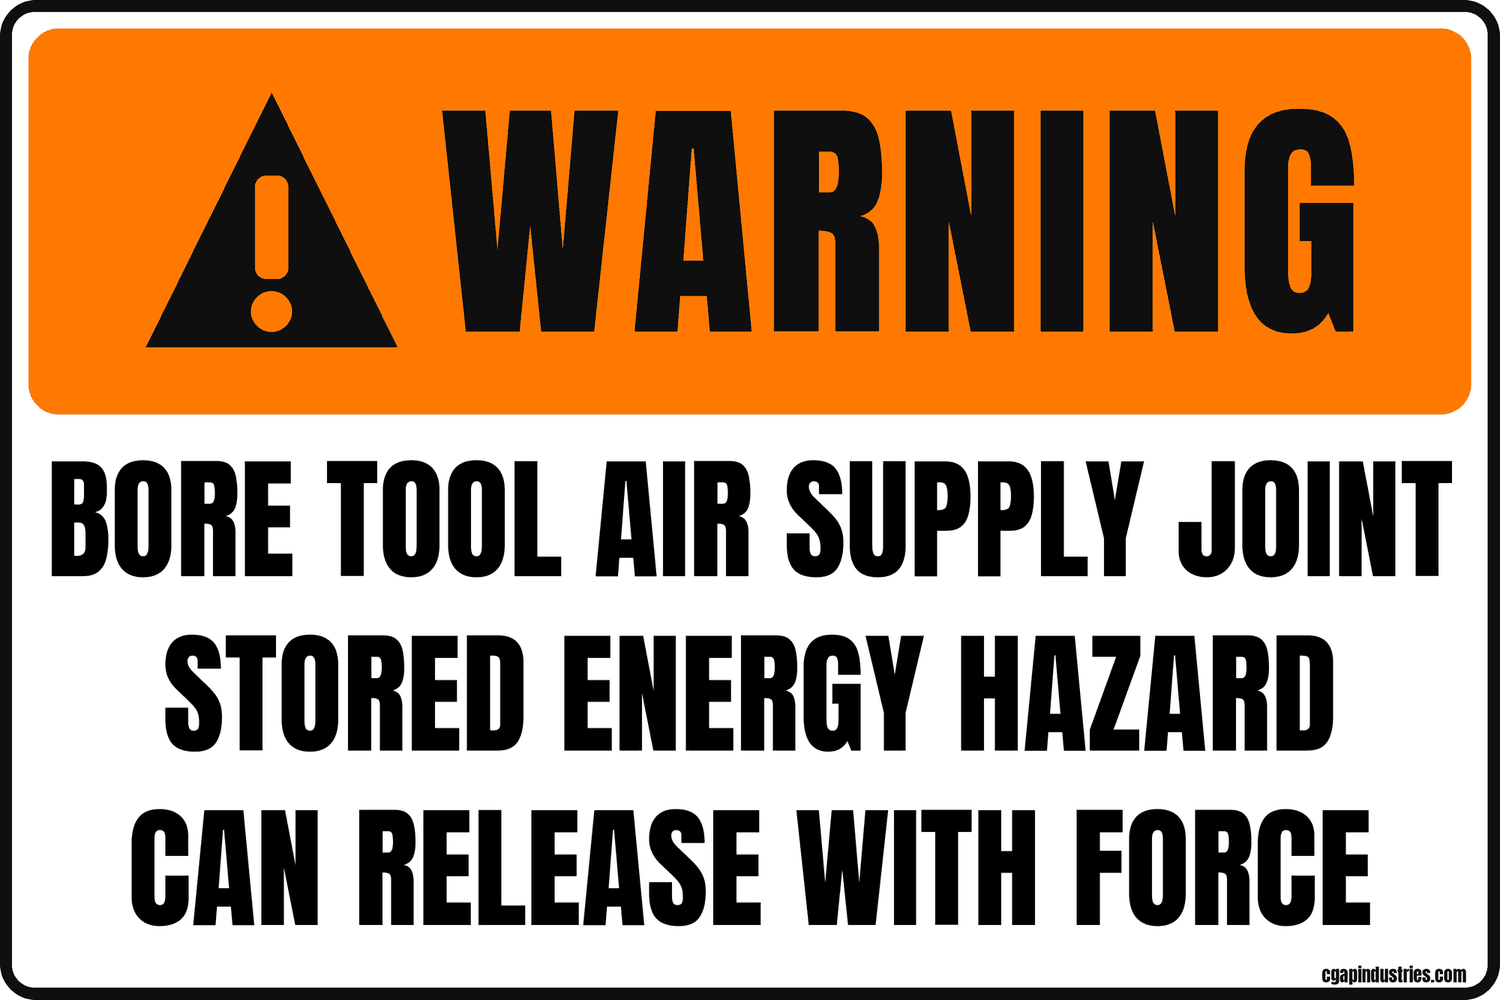 WARNING
BORE TOOL AIR SUPPLY JOINT
STORED ENERGY HAZARD
CAN RELEASE WITH FORCE
cgapindustries.com